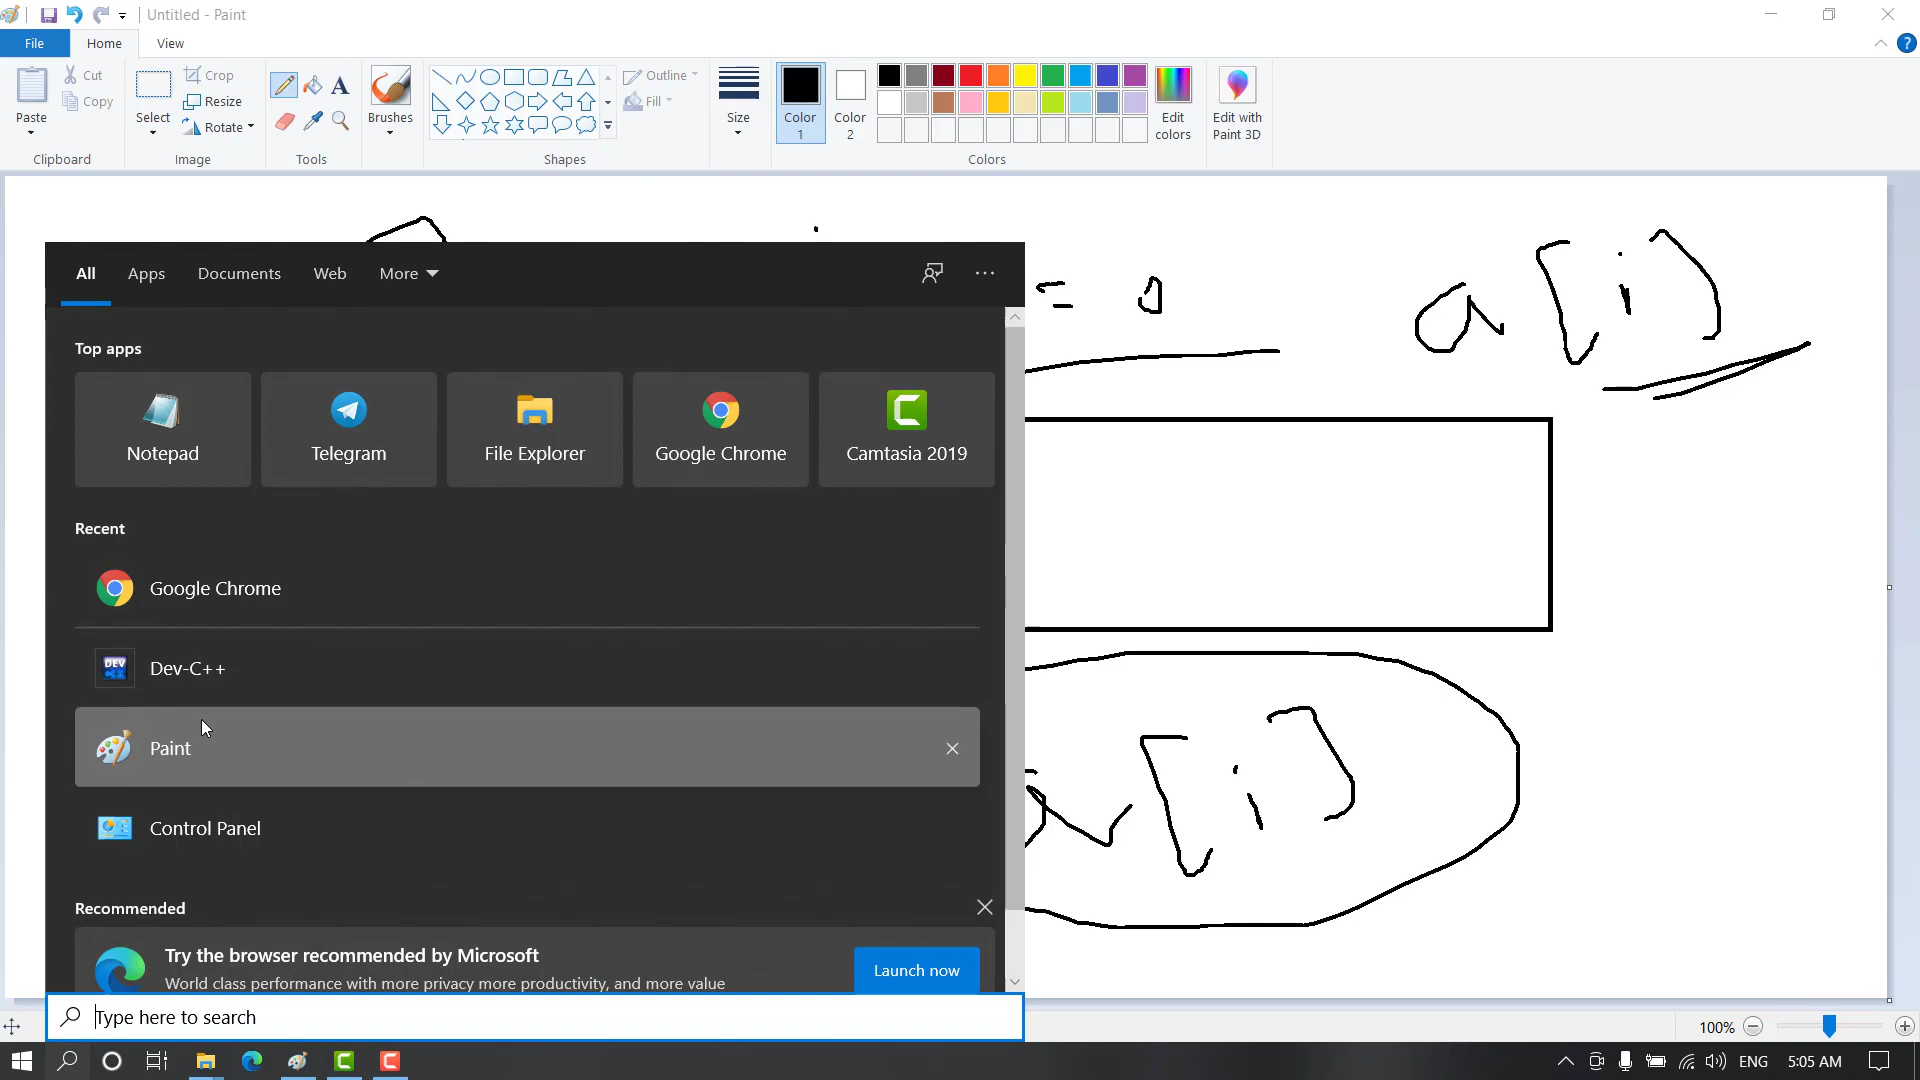 Untitled - Paint
File Home View
Paste
Cut
Copy
Clipboard
Select
Crop
Resize
Rotate
Image
A
Tools
Brushes
Outline
Fill
Shapes
Size
Color 1
Color 2
Edit colors
Colors
Edit with Paint 3D
= 0
a [i]
a [i]
All Apps Documents Web More
Top apps
Notepad Telegram File Explorer Google Chrome Camtasia 2019
Recent
Google Chrome
DEV
Dev-C++
Paint
Control Panel
Recommended
Try the browser recommended by Microsoft
World class performance with more privacy more productivity, and more value
Launch now
Type here to search
100%
ENG 5:05 AM